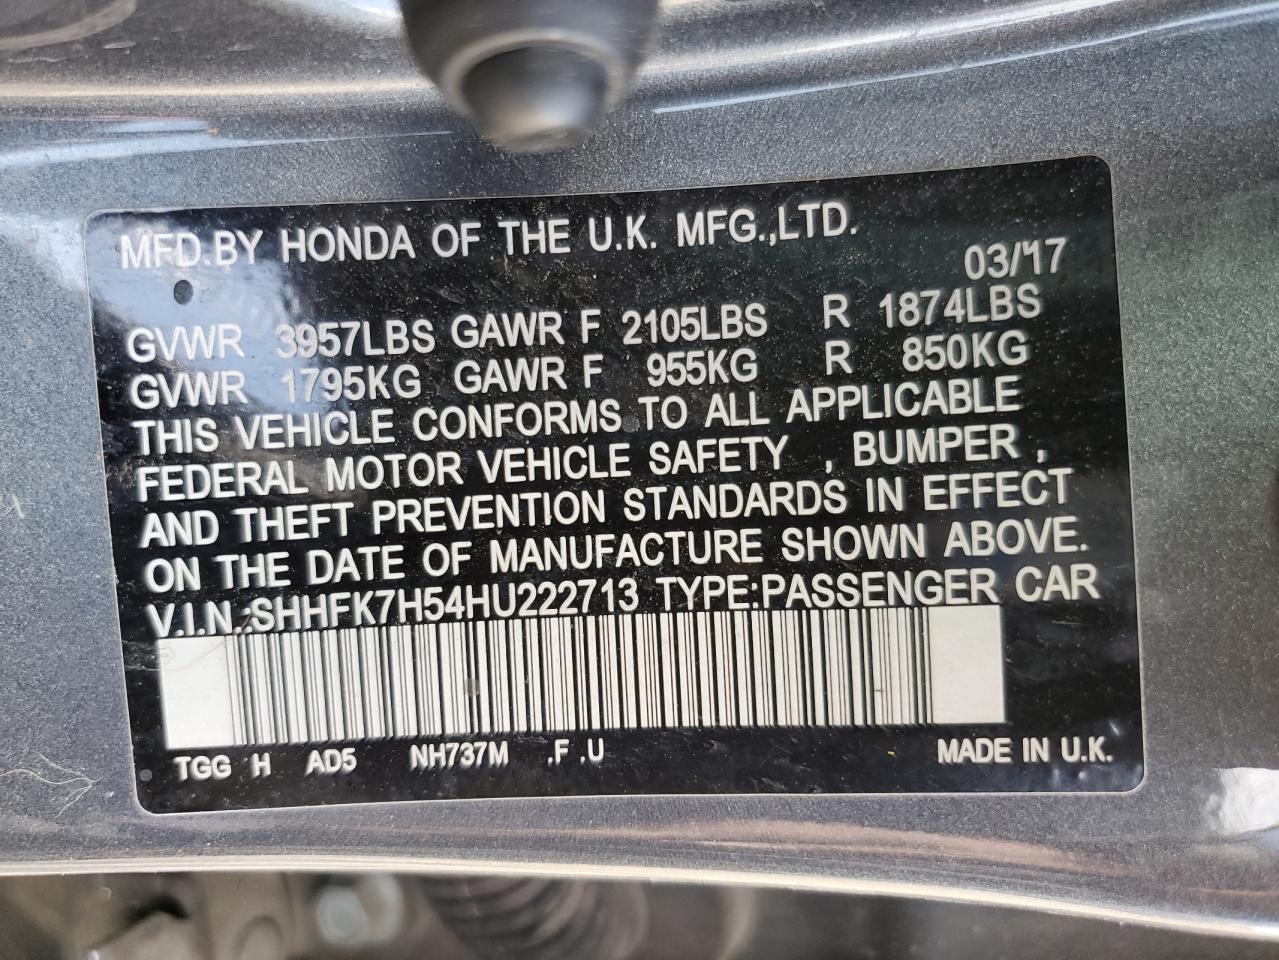 MFD.BY HONDA OF THE U.K. MFG.,LTD.
03/'17
GVWR 3957LBS GAWR F 2105LBS R 1874LBS
GVWR 1795KG GAWR F 955KG R 850KG
THIS VEHICLE CONFORMS TO ALL APPLICABLE
FEDERAL MOTOR VEHICLE SAFETY , BUMPER ,
AND THEFT PREVENTION STANDARDS IN EFFECT
ON THE DATE OF MANUFACTURE SHOWN ABOVE.
V.I.N.:SHHFK7H54HU222713 TYPE:PASSENGER CAR
TGG H AD5 NH737M .F .U MADE IN U.K.